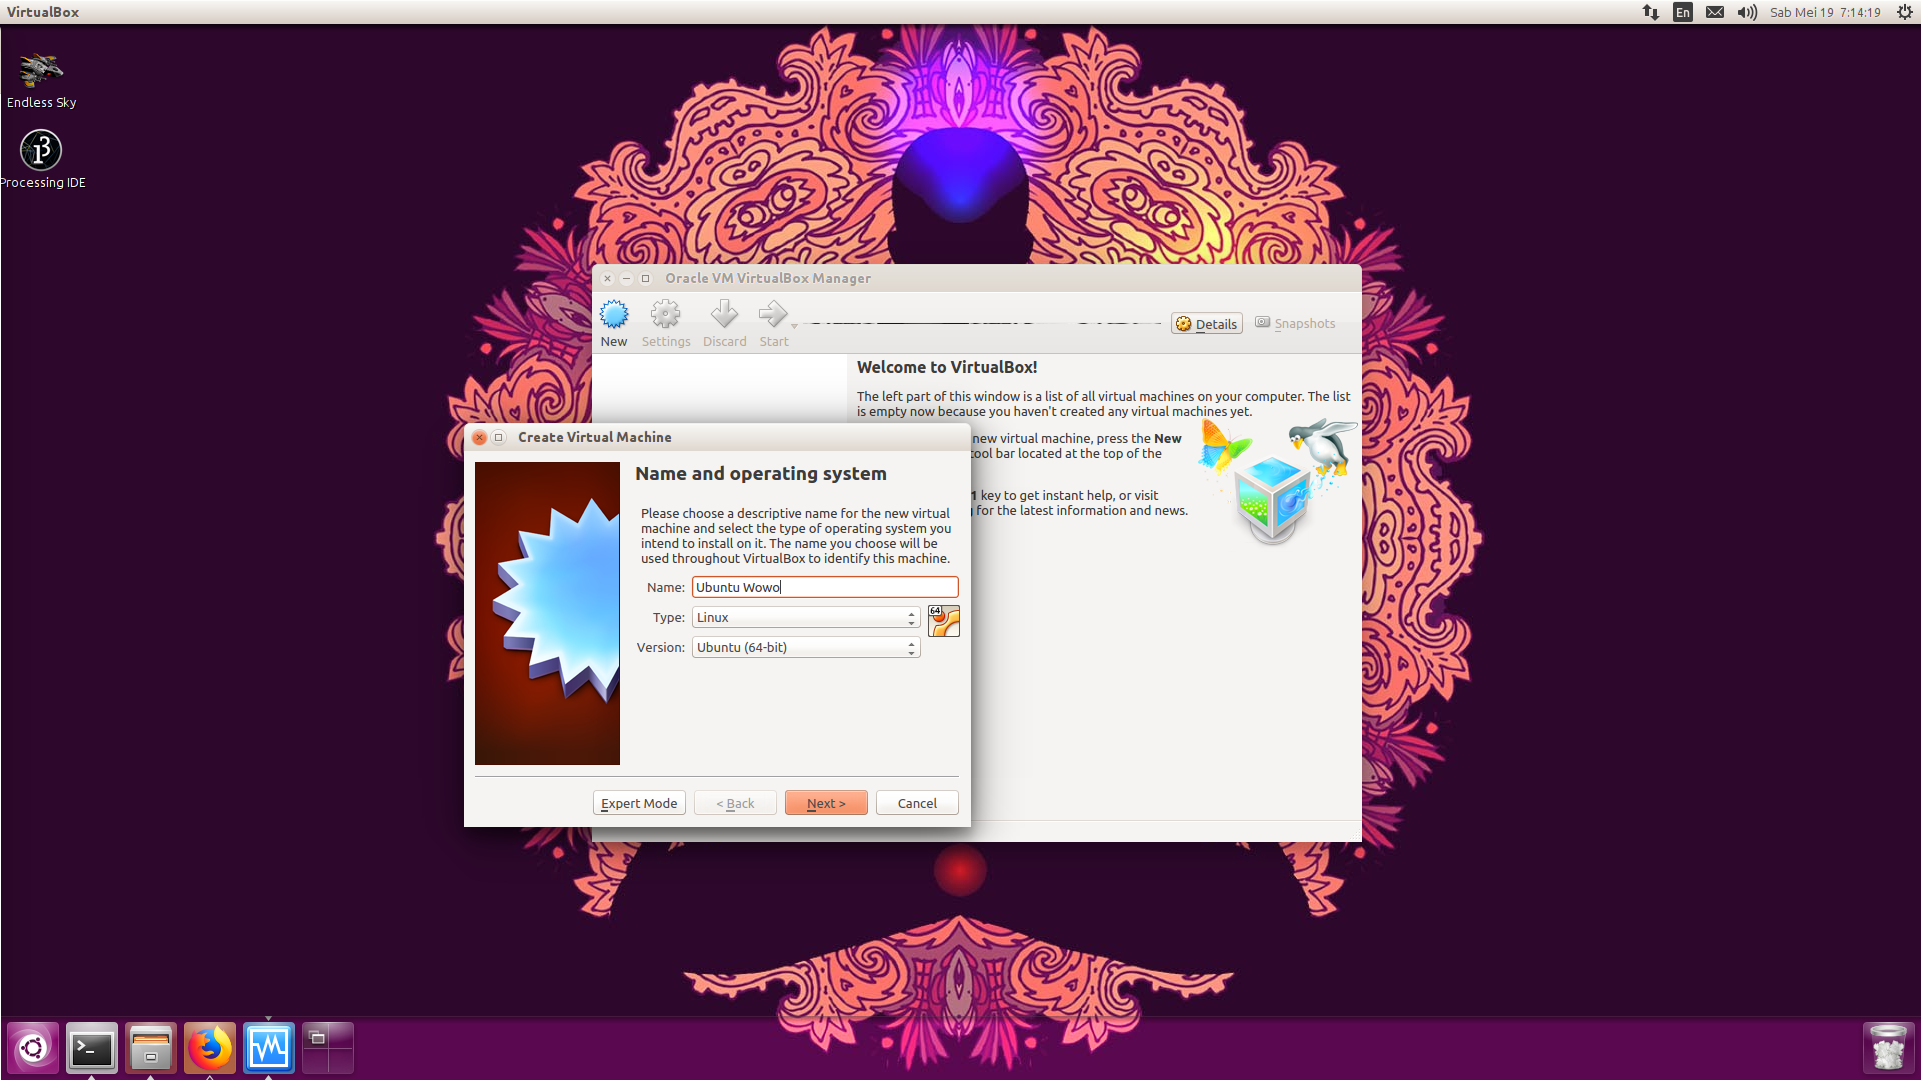 VirtualBox
En
Sab Mei 19 7:14:19
Endless Sky
Processing IDE
Oracle VM VirtualBox Manager
New
Settings
Discard
Start
Details
Snapshots
Welcome to VirtualBox!
The left part of this window is a list of all virtual machines on your computer. The list
is empty now because you haven't created any virtual machines yet.
new virtual machine, press the New
ool bar located at the top of the
1 key to get instant help, or visit
for the latest information and news.
Create Virtual Machine
Name and operating system
Please choose a descriptive name for the new virtual
machine and select the type of operating system you
intend to install on it. The name you choose will be
used throughout VirtualBox to identify this machine.
Name: Ubuntu Wowo
Type: Linux
64
Version: Ubuntu (64-bit)
Expert Mode
< Back
Next >
Cancel